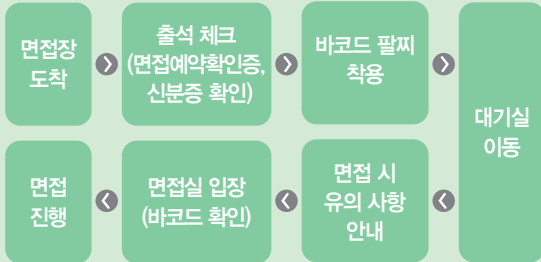 면접장
도착
출석 체크
(면접예약확인증,
신분증 확인)
바코드 팔찌
착용
대기실
이동
면접 시
유의 사항
안내
면접실 입장
(바코드 확인)
면접
진행